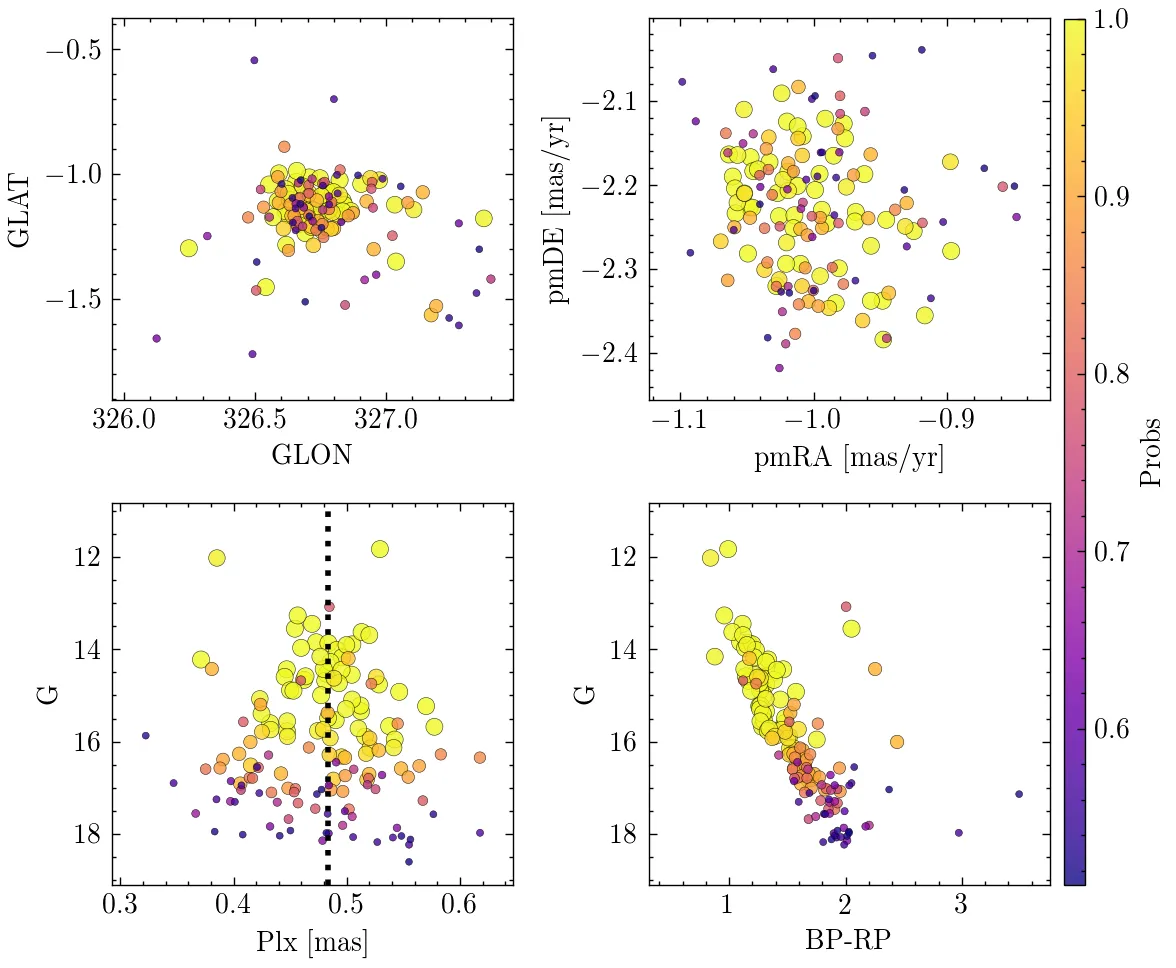 −0.5
−1.0
−1.5
GLAT
326.0 326.5 327.0
GLON
−2.1
−2.2
−2.3
−2.4
pmDE [mas/yr]
−1.1 −1.0 −0.9
pmRA [mas/yr]
12
14
16
18
G
0.3 0.4 0.5 0.6
Plx [mas]
12
14
16
18
G
1 2 3
BP-RP
1.0
0.9
0.8
0.7
0.6
Probs